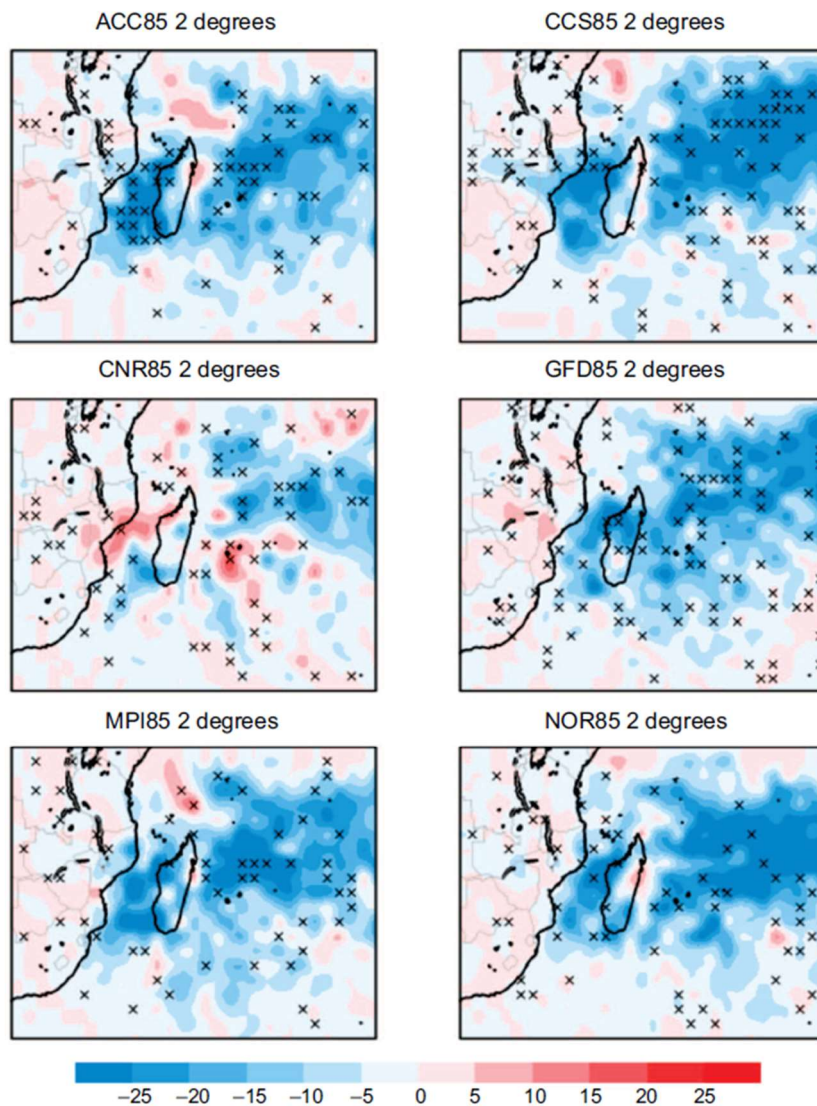 ACC85 2 degrees
CCS85 2 degrees
CNR85 2 degrees
GFD85 2 degrees
MPI85 2 degrees
NOR85 2 degrees
−25 −20 −15 −10 −5 0 5 10 15 20 25